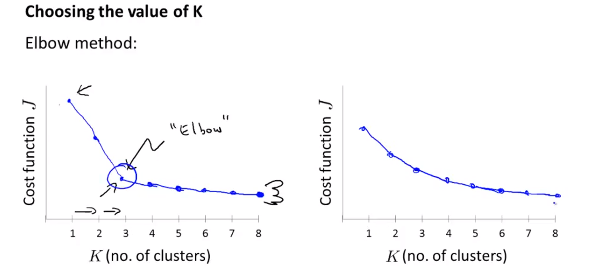 Choosing the value of K
Elbow method:
Cost function J
"Elbow"
1 2 3 4 5 6 7 8
K (no. of clusters)
Cost function J
1 2 3 4 5 6 7 8
K (no. of clusters)